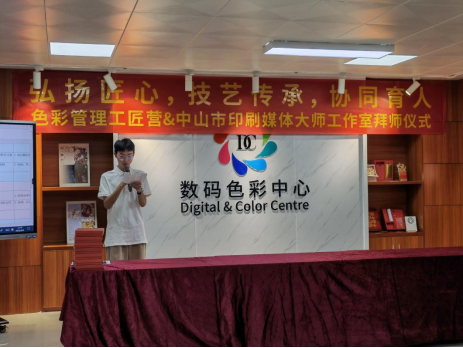 弘扬匠心，技艺传承，协同育人
色彩管理工匠营&中山市印刷媒体大师工作室拜师仪式
DC
数码色彩中心
Digital & Color Centre